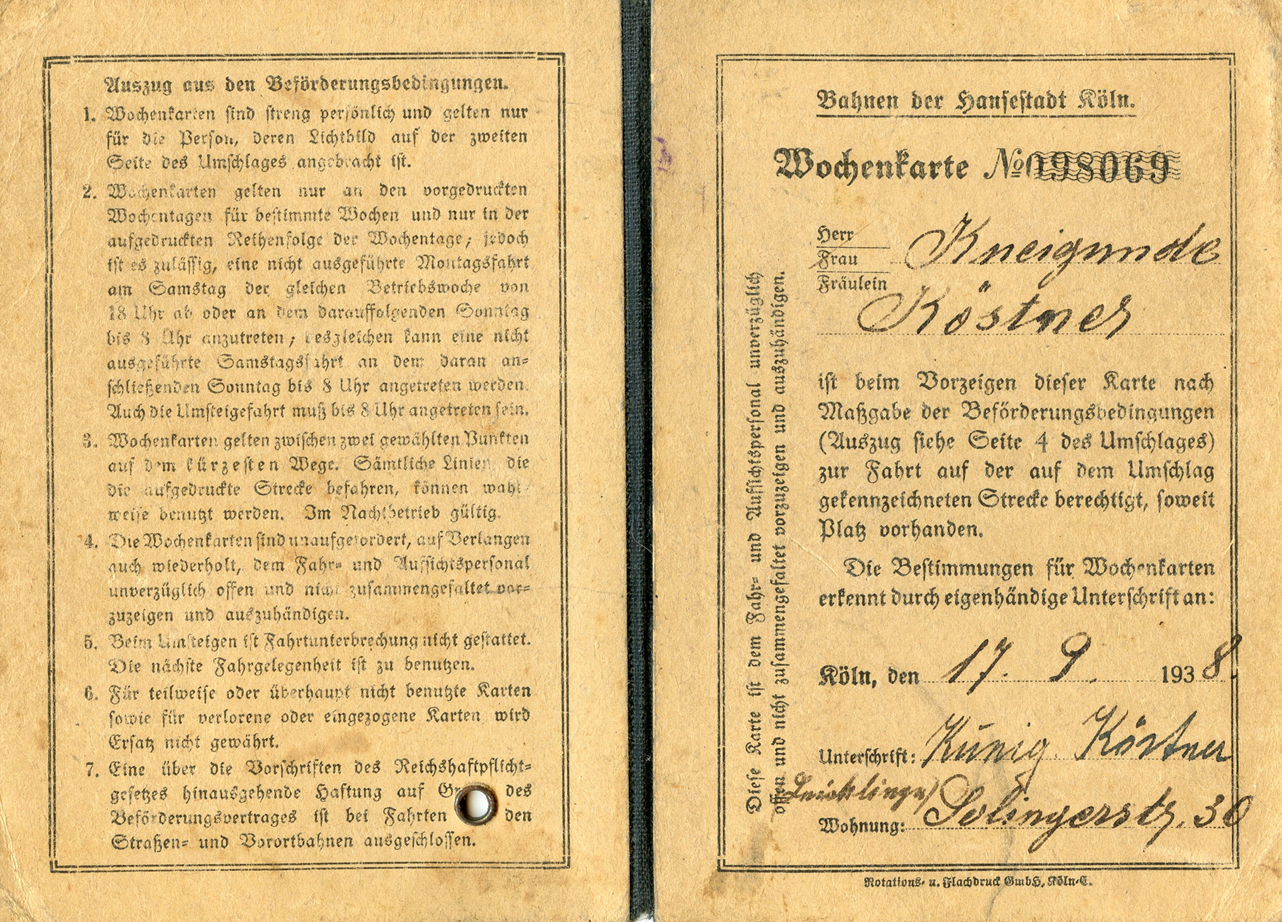 Auszug aus den Beförderungsbedingungen.
1. Wochenkarten sind streng persönlich und gelten nur
für die Person, deren Lichtbild auf der zweiten
Seite des Umschlages angebracht ist.
2. Wochenkarten gelten nur an den vorgedruckten
Wochentagen für bestimmte Wochen und nur in der
aufgedruckten Reihenfolge der Wochentage; jedoch
ist es zulässig, eine nicht ausgeführte Montagsfahrt
am Samstag der gleichen Betriebswoche von
18 Uhr ab oder an dem darauffolgenden Sonntag
bis 8 Uhr anzutreten; desgleichen kann eine nicht
ausgeführte Samstagsfahrt an dem daran an-
schließenden Sonntag bis 8 Uhr angetreten werden.
Auch die Umsteigefahrt muß bis 8 Uhr angetreten sein.
3. Wochenkarten gelten zwischen zwei gewählten Punkten
auf dem kürzesten Wege. Sämtliche Linien, die
die aufgedruckte Strecke befahren, können wahl-
weise benutzt werden. Im Nachtbetrieb gültig.
4. Die Wochenkarten sind unaufgefordert, auf Verlangen
auch wiederholt, dem Fahr- und Aufsichtspersonal
unverzüglich offen und nicht zusammengefaltet vor-
zuzeigen und auszuhändigen.
5. Beim Umsteigen ist Fahrtunterbrechung nicht gestattet.
Die nächste Fahrgelegenheit ist zu benutzen.
6. Für teilweise oder überhaupt nicht benutzte Karten
sowie für verlorene oder eingezogene Karten wird
Ersatz nicht gewährt.
7. Eine über die Vorschriften des Reichshaftpflicht-
gesetzes hinausgehende Haftung auf Gr des
Beförderungsvertrages ist bei Fahrten den
Straßen- und Vorortbahnen ausgeschlossen.
Diese Karte ist dem Fahr- und Aufsichtspersonal unverzüglich
offen und nicht zusammengefaltet vorzuzeigen und auszuhändigen.
Bahnen der Hansestadt Köln.
Wochenkarte № 098069
Herr
Frau Kneigunde
Fräulein
Köstner
ist beim Vorzeigen dieser Karte nach
Maßgabe der Beförderungsbedingungen
(Auszug siehe Seite 4 des Umschlages)
zur Fahrt auf der auf dem Umschlag
gekennzeichneten Strecke berechtigt, soweit
Platz vorhanden.
Die Bestimmungen für Wochenkarten
erkennt durch eigenhändige Unterschrift an:
Köln, den 17. 9. 1938.
Unterschrift: Künig. Köstner
Wohnung: Solingerstr. 30
Notations- u. Flachdruck GmbH, Köln-E.